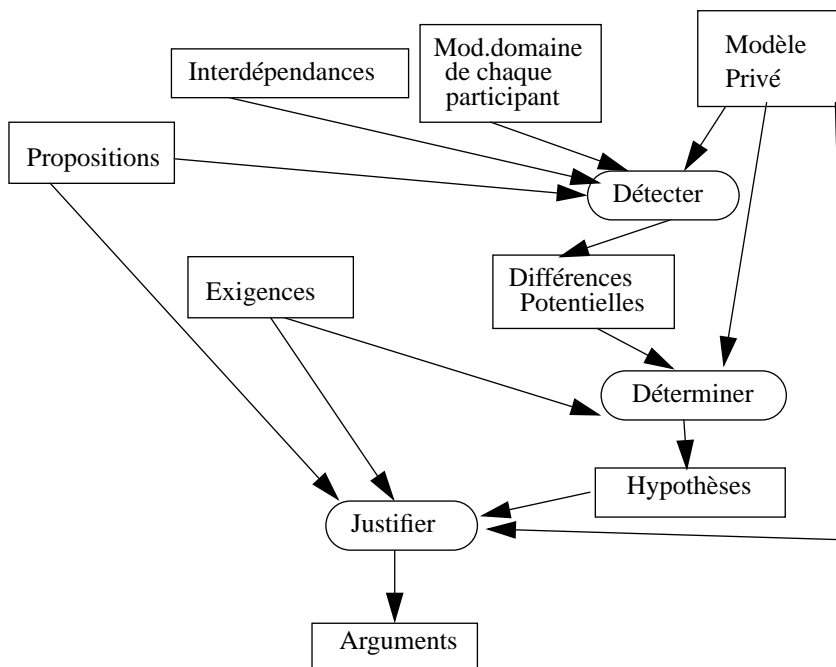 Interdépendances
Mod.domaine
de chaque
participant
Modèle
Privé
Propositions
Détecter
Exigences
Différences
Potentielles
Déterminer
Hypothèses
Justifier
Arguments